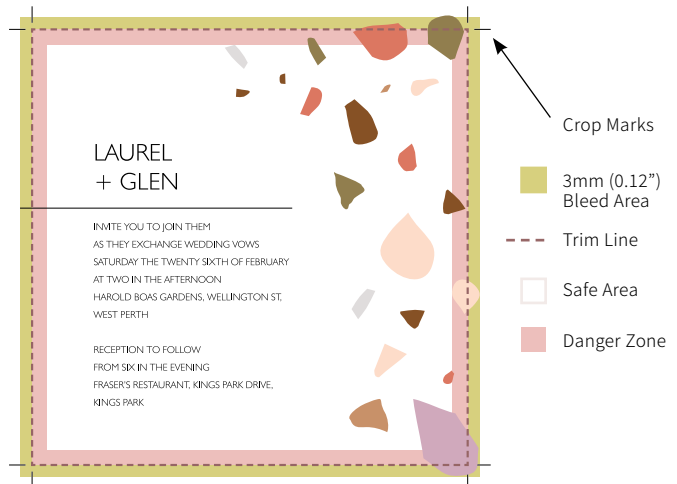 LAUREL
+ GLEN
INVITE YOU TO JOIN THEM
AS THEY EXCHANGE WEDDING VOWS
SATURDAY THE TWENTY SIXTH OF FEBRUARY
AT TWO IN THE AFTERNOON
HAROLD BOAS GARDENS, WELLINGTON ST,
WEST PERTH
RECEPTION TO FOLLOW
FROM SIX IN THE EVENING
FRASER'S RESTAURANT, KINGS PARK DRIVE,
KINGS PARK
Crop Marks
3mm (0.12”)
Bleed Area
Trim Line
Safe Area
Danger Zone